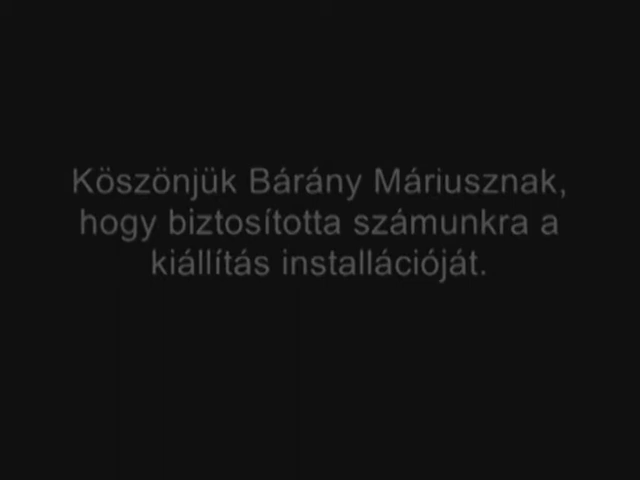 Köszönjük Bárány Máriusznak,
hogy biztosította számunkra a
kiállítás installációját.